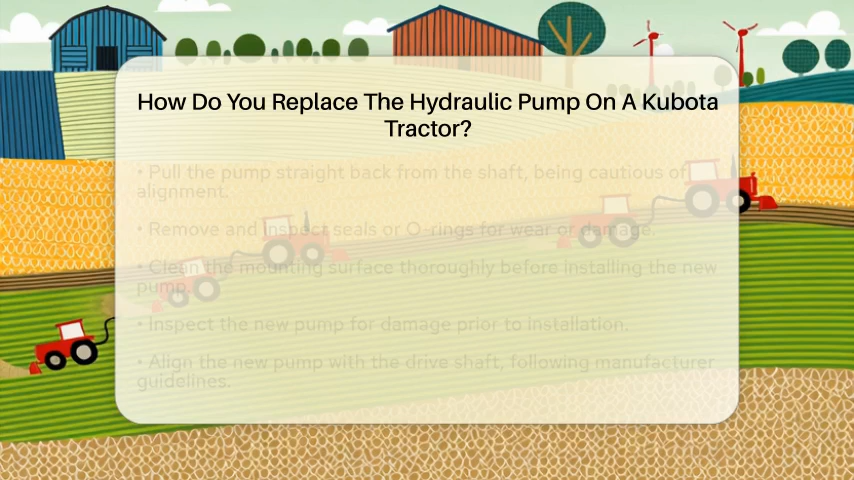 How Do You Replace The Hydraulic Pump On A Kubota
Tractor?
• Pull the pump straight back from the shaft, being cautious of
alignment.
• Remove and inspect seals or O-rings for wear or damage.
• Clean the mounting surface thoroughly before installing the new
pump.
• Inspect the new pump for damage prior to installation.
• Align the new pump with the drive shaft, following manufacturer
guidelines.